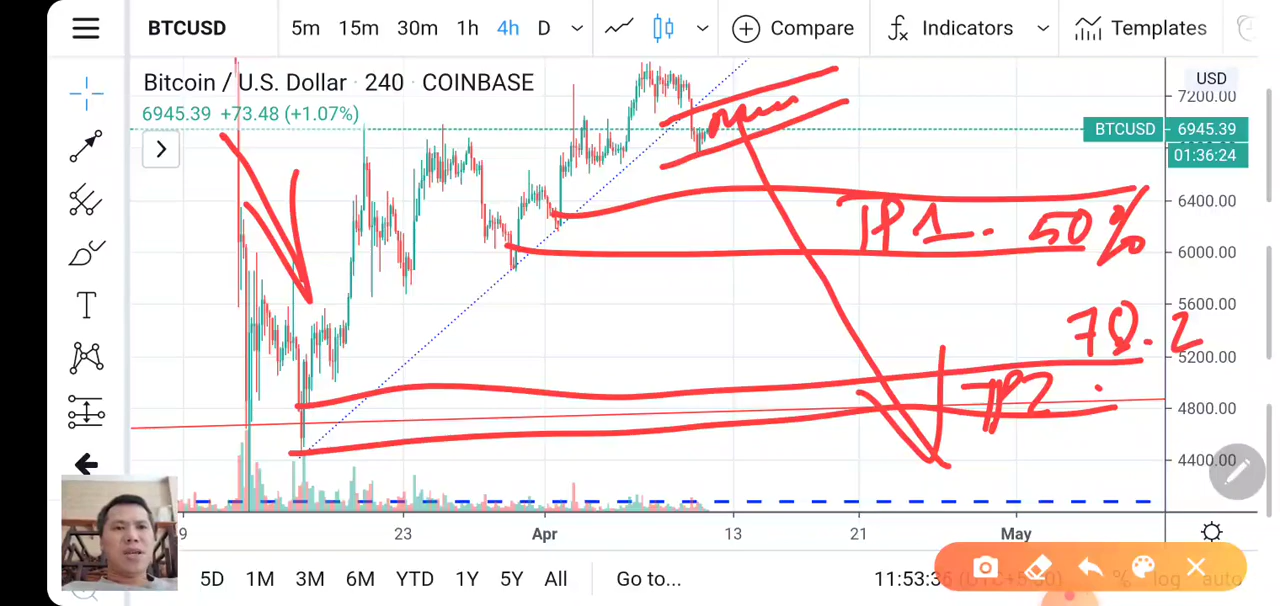 BTCUSD 5m 15m 30m 1h 4h D Compare Indicators Templates
Bitcoin / U.S. Dollar · 240 · COINBASE
USD
6945.39 +73.48 (+1.07%)
7200.00
BTCUSD 6945.39
01:36:24
6400.00
TP1. 50%
6000.00
5600.00
70.2
5200.00
TP2.
4800.00
4400.00
23 Apr 13 21 May
5D 1M 3M 6M YTD 1Y 5Y All Go to... 11:53:36 % log auto